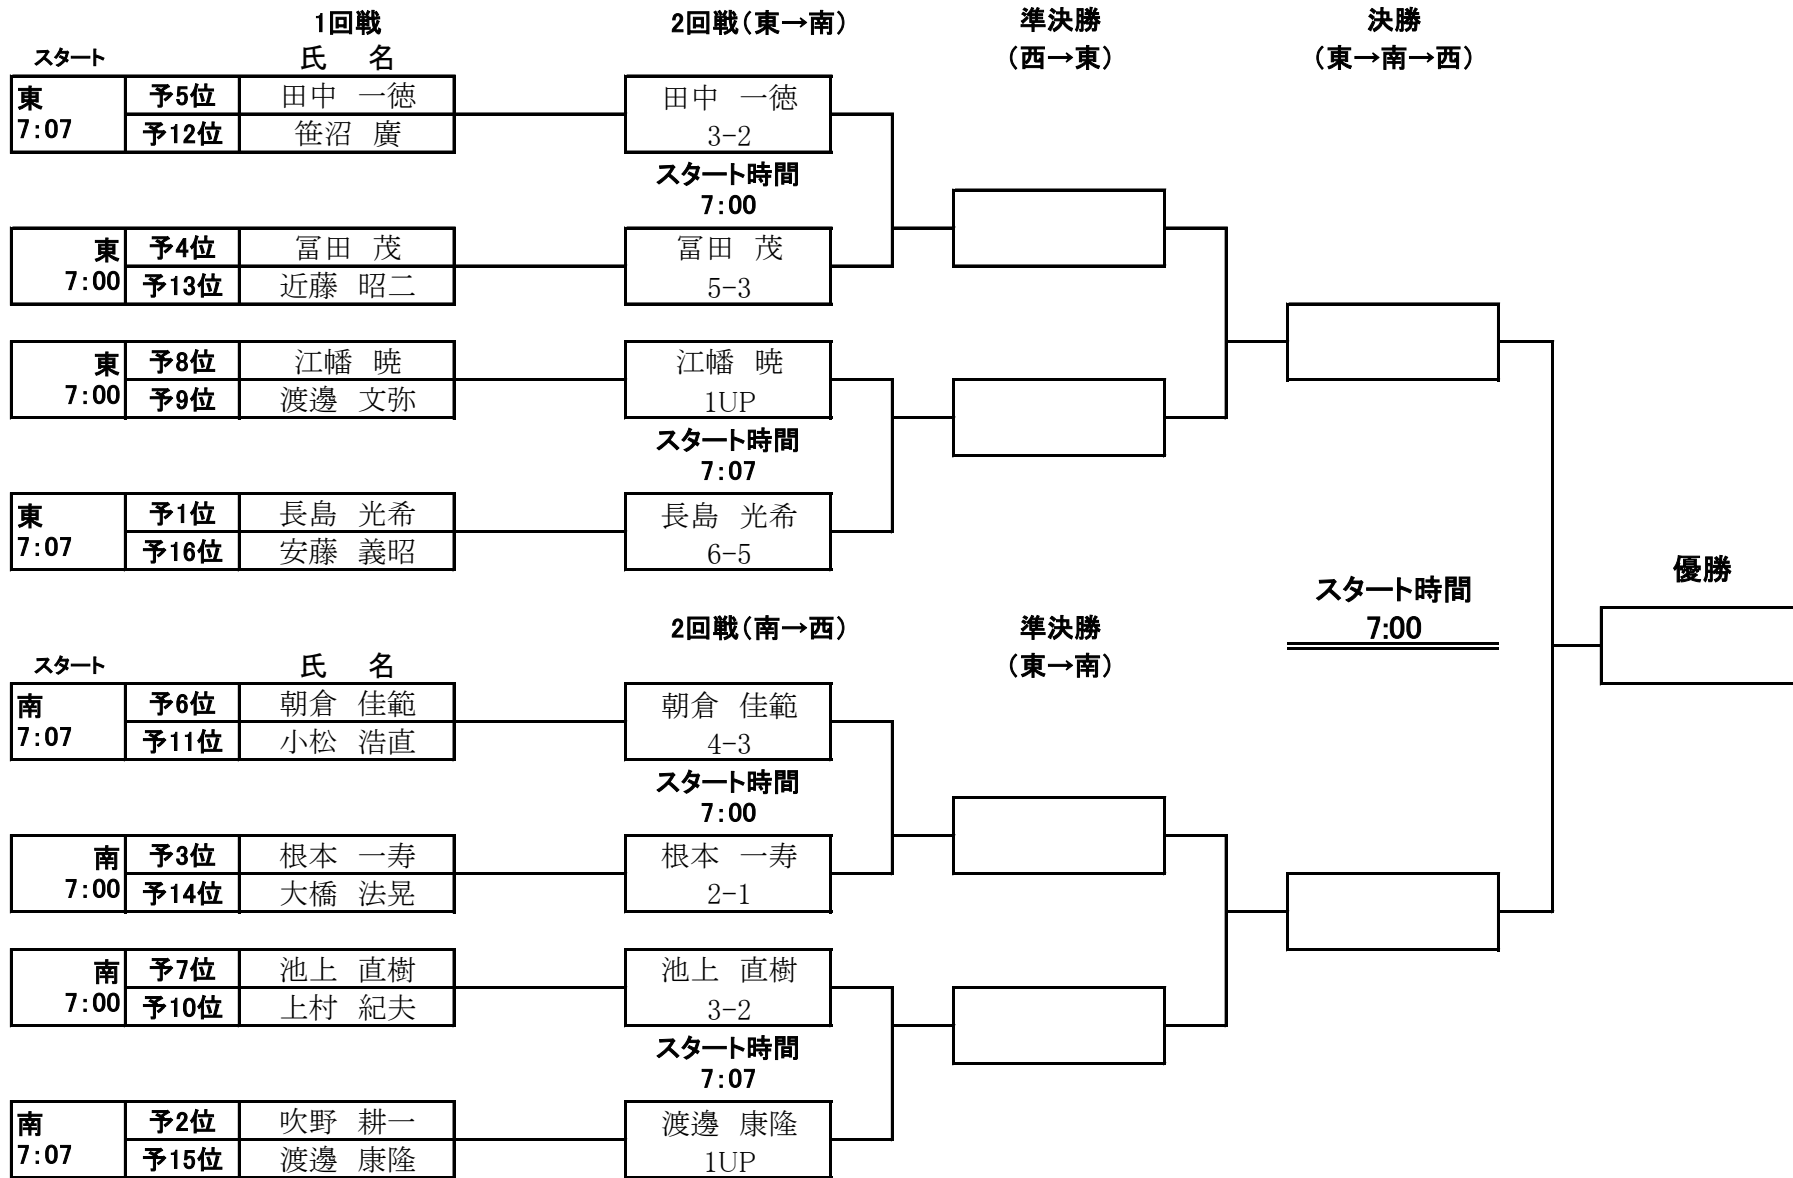 1回戦 2回戦(東→南) 準決勝 決勝
スタート 氏 名 (西→東) (東→南→西)
東 予5位 田中 一徳 田中 一徳
7:07 予12位 笹沼 廣 3-2
スタート時間
7:00
東 予4位 冨田 茂 冨田 茂
7:00 予13位 近藤 昭二 5-3
東 予8位 江幡 暁 江幡 暁
7:00 予9位 渡邊 文弥 1UP
スタート時間
7:07
東 予1位 長島 光希 長島 光希
7:07 予16位 安藤 義昭 6-5
優勝
スタート時間
2回戦(南→西) 準決勝 7:00
スタート 氏 名 (東→南)
南 予6位 朝倉 佳範 朝倉 佳範
7:07 予11位 小松 浩直 4-3
スタート時間
7:00
南 予3位 根本 一寿 根本 一寿
7:00 予14位 大橋 法晃 2-1
南 予7位 池上 直樹 池上 直樹
7:00 予10位 上村 紀夫 3-2
スタート時間
7:07
南 予2位 吹野 耕一 渡邊 康隆
7:07 予15位 渡邊 康隆 1UP